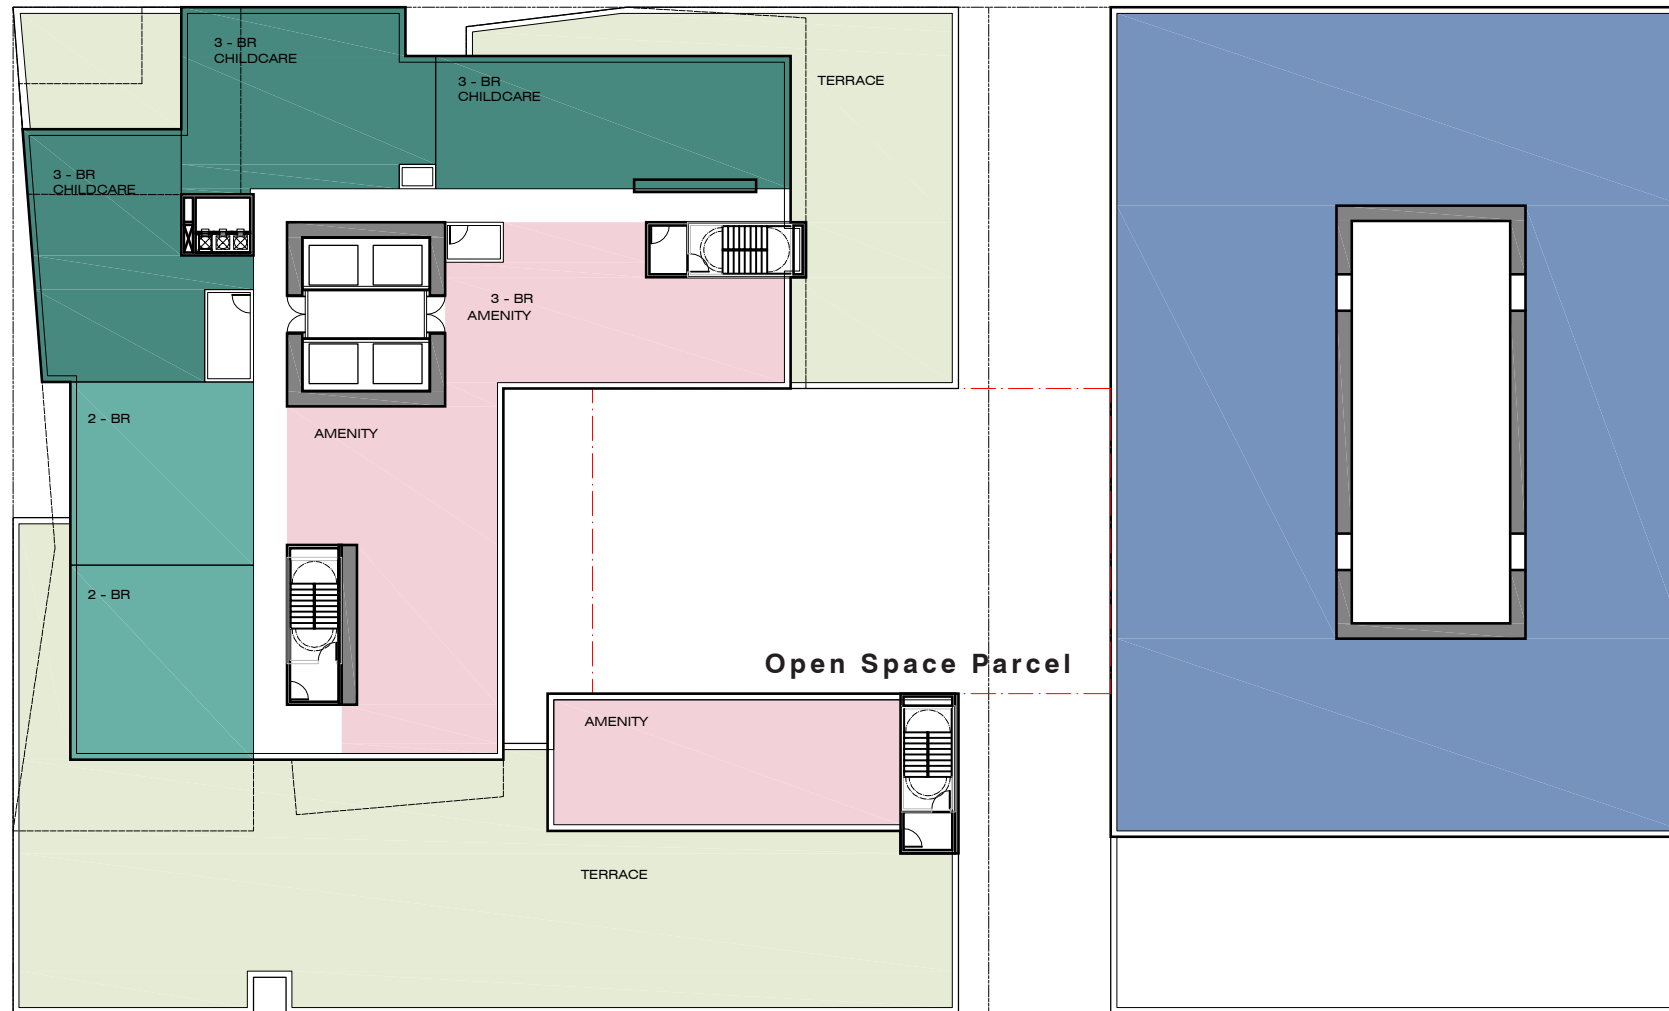 3 - BR
CHILDCARE
3 - BR
CHILDCARE
TERRACE
3 - BR
CHILDCARE
3 - BR
AMENITY
2 - BR
AMENITY
2 - BR
Open Space Parcel
AMENITY
TERRACE